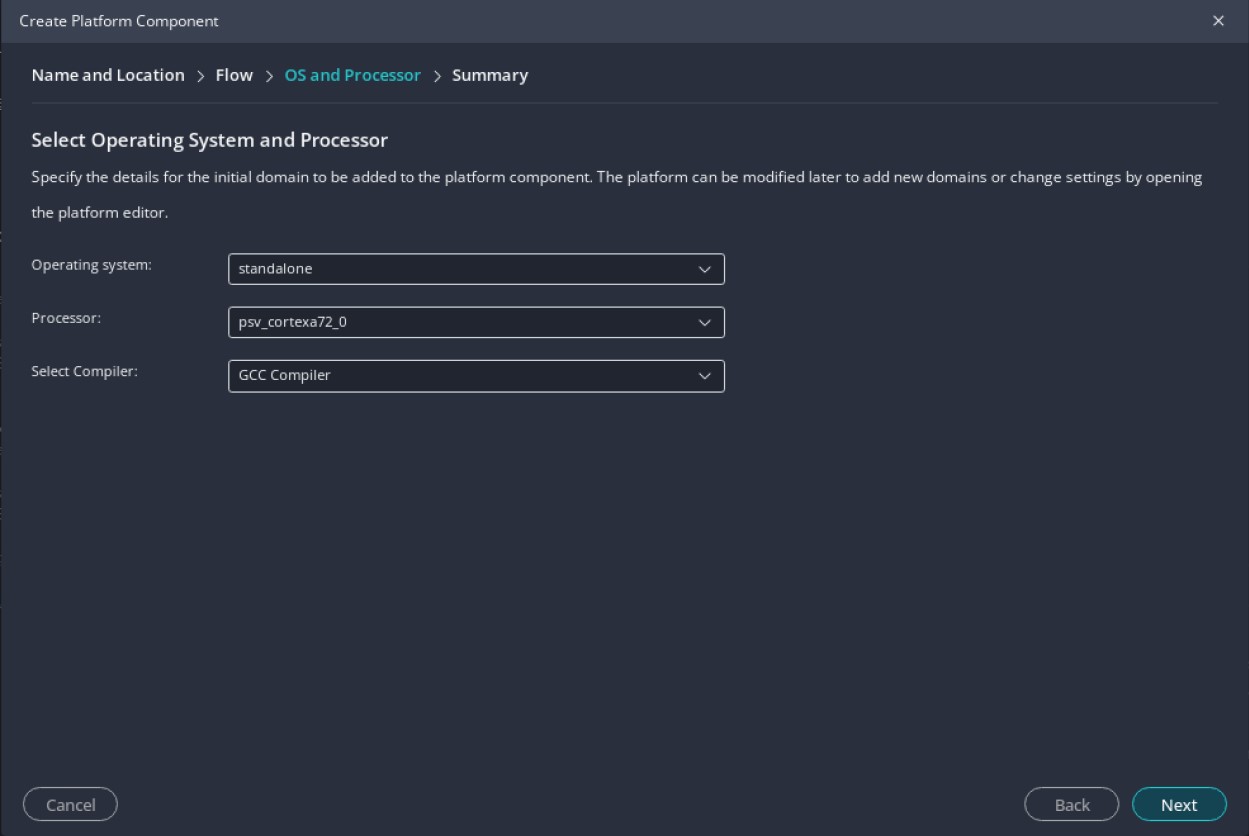 Create Platform Component
Name and Location > Flow > OS and Processor > Summary
Select Operating System and Processor
Specify the details for the initial domain to be added to the platform component. The platform can be modified later to add new domains or change settings by opening
the platform editor.
Operating system: standalone
Processor: psv_cortexa72_0
Select Compiler: GCC Compiler
Cancel Back Next